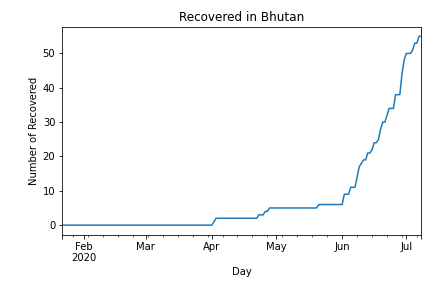 Recovered in Bhutan
Number of Recovered
50
40
30
20
10
0
Feb
2020
Mar
Apr
May
Jun
Jul
Day